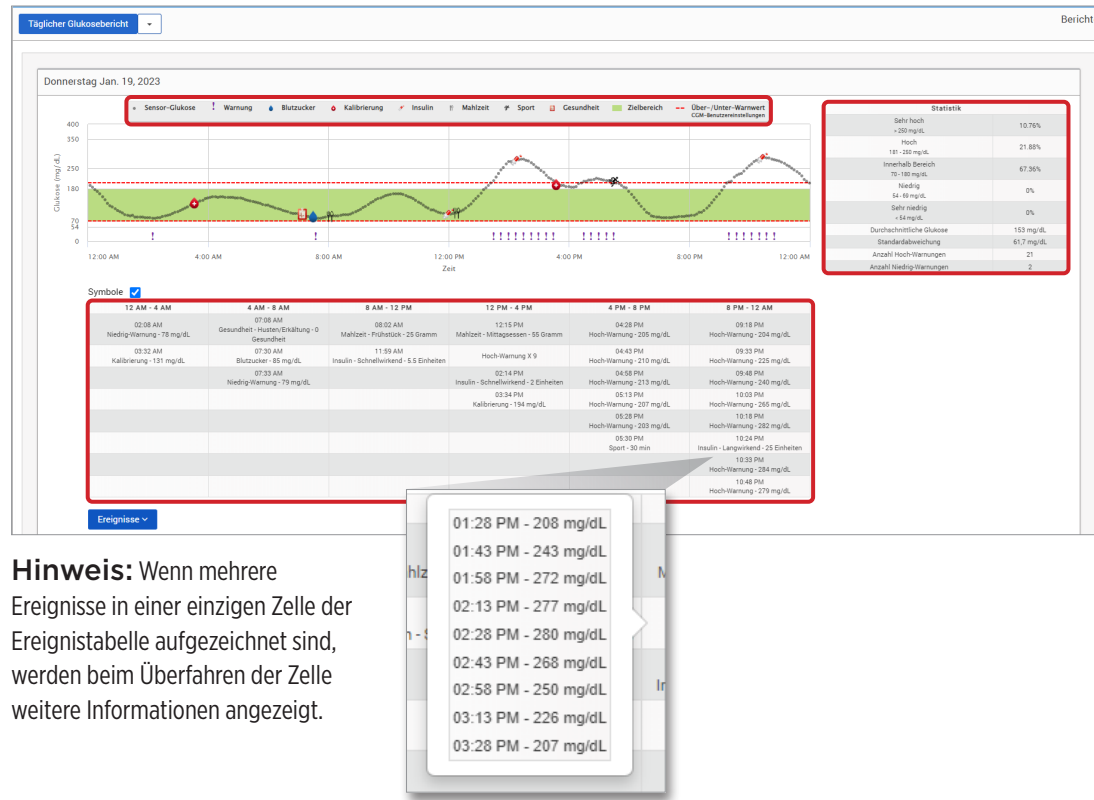 Täglicher Glukosebericht
Bericht
Donnerstag Jan. 19, 2023
Sensor-Glukose ! Warnung Blutzucker Kalibrierung Insulin Mahlzeit Sport Gesundheit Zielbereich Über-/Unter-Warnwert
CGM-Benutzereinstellungen
Glukose (mg/dL)
400
350
250
180
70
54
0
! ! !!!!!!!!! !!!!! !!!!!!!
12:00 AM 4:00 AM 8:00 AM 12:00 PM 4:00 PM 8:00 PM 12:00 AM
Zeit
Statistik
Sehr hoch
> 250 mg/dL 10.76%
Hoch
181 - 250 mg/dL 21.88%
Innerhalb Bereich
70 - 180 mg/dL 67.36%
Niedrig
54 - 69 mg/dL 0%
Sehr niedrig
< 54 mg/dL 0%
Durchschnittliche Glukose 153 mg/dL
Standardabweichung 61,7 mg/dL
Anzahl Hoch-Warnungen 21
Anzahl Niedrig-Warnungen 2
Symbole
12 AM - 4 AM 4 AM - 8 AM 8 AM - 12 PM 12 PM - 4 PM 4 PM - 8 PM 8 PM - 12 AM
02:08 AM 07:08 AM 08:02 AM 12:15 PM 04:28 PM 09:18 PM
Niedrig-Warnung - 78 mg/dL Gesundheit - Husten/Erkältung - 0 Mahlzeit - Frühstück - 25 Gramm Mahlzeit - Mittagsessen - 55 Gramm Hoch-Warnung - 205 mg/dL Hoch-Warnung - 204 mg/dL
Gesundheit
03:32 AM 07:30 AM 11:59 AM Hoch-Warnung X 9 04:43 PM 09:33 PM
Kalibrierung - 131 mg/dL Blutzucker - 85 mg/dL Insulin - Schnellwirkend - 5.5 Einheiten Hoch-Warnung - 210 mg/dL Hoch-Warnung - 225 mg/dL
07:33 AM 02:14 PM 04:58 PM 09:48 PM
Niedrig-Warnung - 79 mg/dL Insulin - Schnellwirkend - 2 Einheiten Hoch-Warnung - 213 mg/dL Hoch-Warnung - 240 mg/dL
03:34 PM 05:13 PM 10:03 PM
Kalibrierung - 194 mg/dL Hoch-Warnung - 207 mg/dL Hoch-Warnung - 265 mg/dL
05:28 PM 10:18 PM
Hoch-Warnung - 203 mg/dL Hoch-Warnung - 282 mg/dL
05:30 PM 10:24 PM
Sport - 30 min Insulin - Langwirkend - 25 Einheiten
10:33 PM
Hoch-Warnung - 284 mg/dL
10:48 PM
Hoch-Warnung - 279 mg/dL
Ereignisse
Hinweis: Wenn mehrere
Ereignisse in einer einzigen Zelle der
Ereignistabelle aufgezeichnet sind,
werden beim Überfahren der Zelle
weitere Informationen angezeigt.
01:28 PM - 208 mg/dL
01:43 PM - 243 mg/dL
01:58 PM - 272 mg/dL
02:13 PM - 277 mg/dL
02:28 PM - 280 mg/dL
02:43 PM - 268 mg/dL
02:58 PM - 250 mg/dL
03:13 PM - 226 mg/dL
03:28 PM - 207 mg/dL